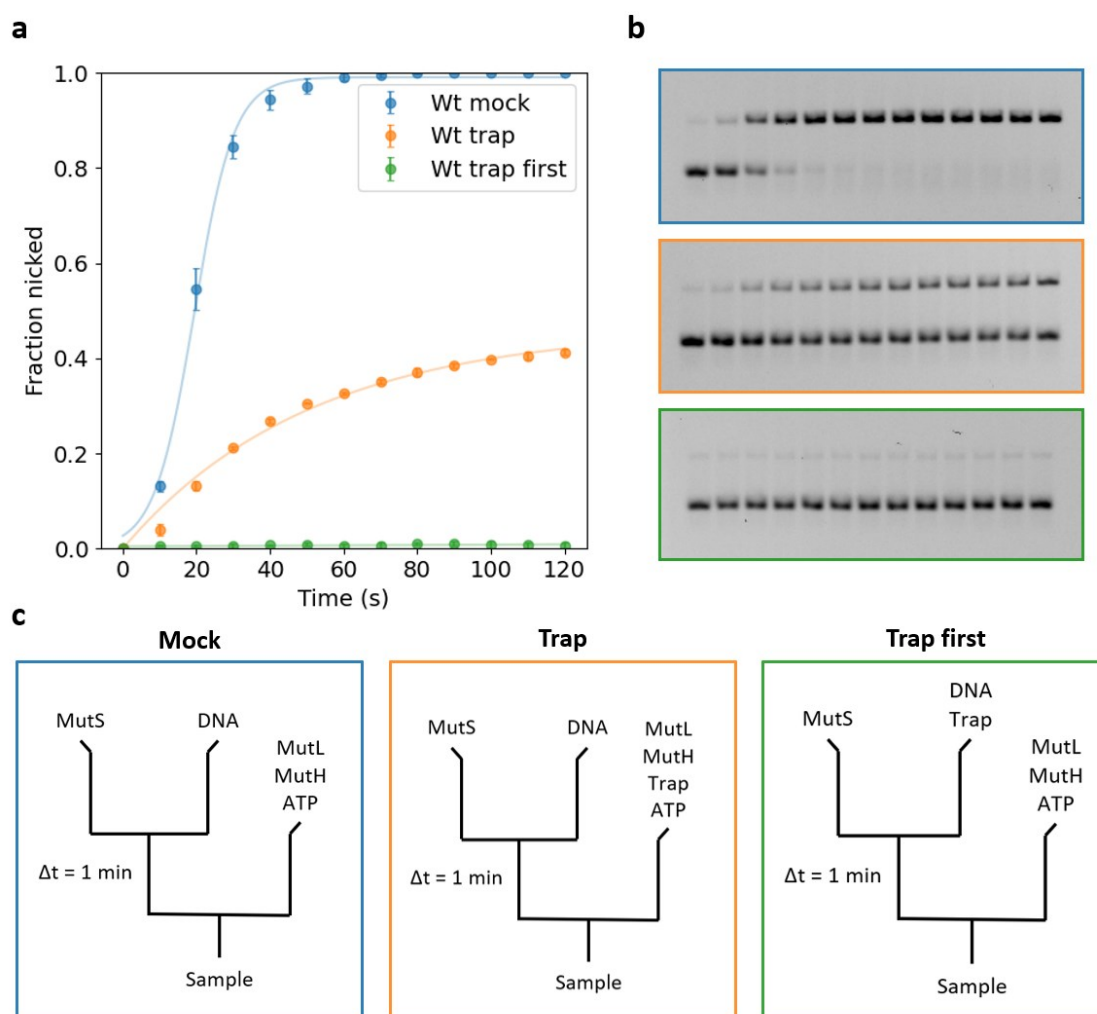 a
b
1.0
0.8
0.6
0.4
0.2
0.0
Fraction nicked
Wt mock
Wt trap
Wt trap first
0 20 40 60 80 100 120
Time (s)
c
Mock
Trap
Trap first
MutS
DNA
MutL
MutH
ATP
Δt = 1 min
Sample
MutS
DNA
MutL
MutH
Trap
ATP
Δt = 1 min
Sample
MutS
DNA
Trap
MutL
MutH
ATP
Δt = 1 min
Sample